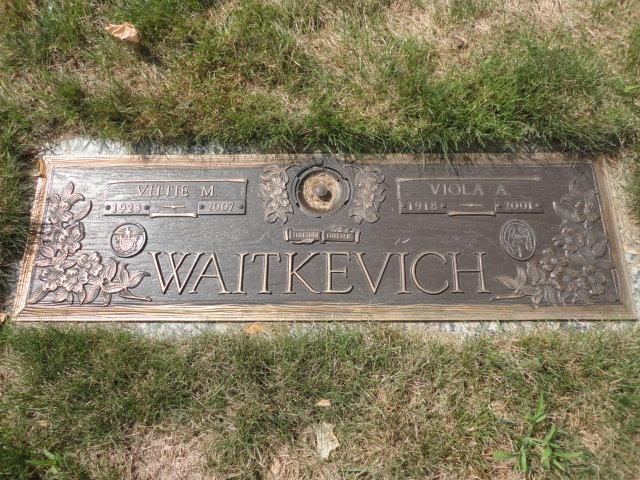 VITTIE M.
1923 2007
VIOLA A.
1918 2001
TOGETHER FOREVER
WAITKEVICH